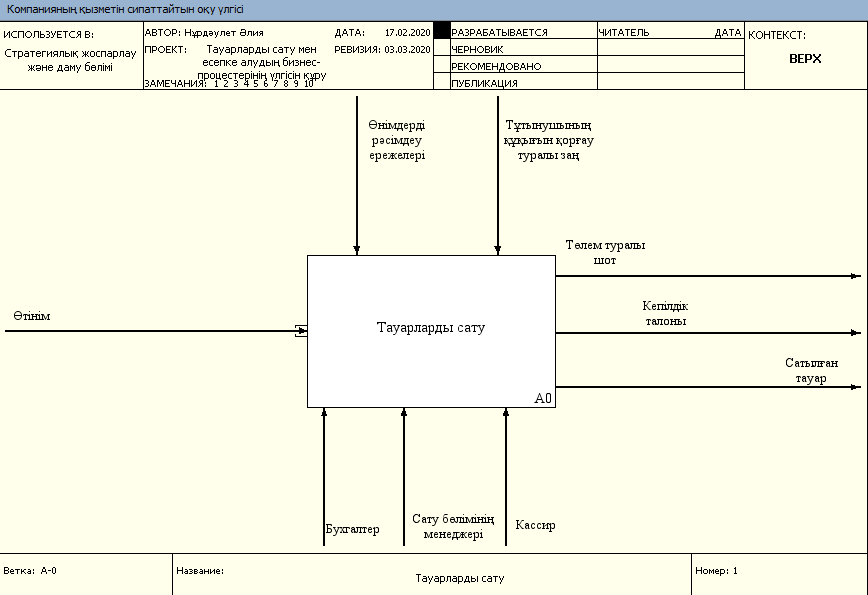 Компанияның қызметін сипаттайтын оқу үлгісі
ИСПОЛЬЗУЕТСЯ В:
Стратегиялық жоспарлау
және даму бөлімі
АВТОР: Нұрдәулет Әлия
ПРОЕКТ: Тауарларды сату мен
есепке алудың бизнес-
процестерінің үлгісін құру
ЗАМЕЧАНИЯ: 1 2 3 4 5 6 7 8 9 10
ДАТА: 17.02.2020
РЕВИЗИЯ: 03.03.2020
РАЗРАБАТЫВАЕТСЯ
ЧЕРНОВИК
РЕКОМЕНДОВАНО
ПУБЛИКАЦИЯ
ЧИТАТЕЛЬ ДАТА
КОНТЕКСТ:
ВЕРХ
Өнімдерді
рәсімдеу
ережелері
Тұтынушының
құқығын қорғау
туралы заң
Төлем туралы
шот
Өтінім
Кепілдік
талоны
Тауарларды сату
Сатылған
тауар
A0
Бухгалтер
Сату бөлімінің
менеджері
Кассир
Ветка: A-0
Название:
Тауарларды сату
Номер: 1